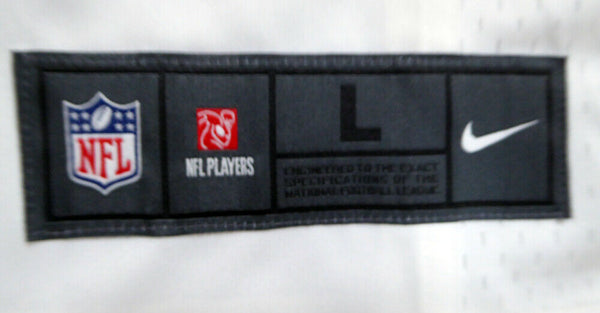 NFL
NFL PLAYERS
L
ENGINEERED TO THE EXACT
SPECIFICATIONS OF THE
NATIONAL FOOTBALL LEAGUE